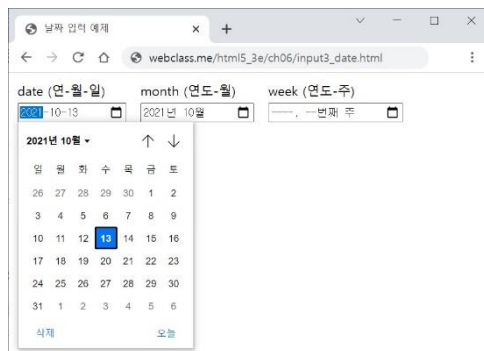 날짜 입력 예제
webclass.me/html5_3e/ch06/input3_date.html
date (연-월-일) month (연도-월) week (연도-주)
2021-10-13 2021년 10월 ----, --번째 주
2021년 10월
일 월 화 수 목 금 토
26 27 28 29 30 1 2
3 4 5 6 7 8 9
10 11 12 13 14 15 16
17 18 19 20 21 22 23
24 25 26 27 28 29 30
31 1 2 3 4 5 6
삭제 오늘